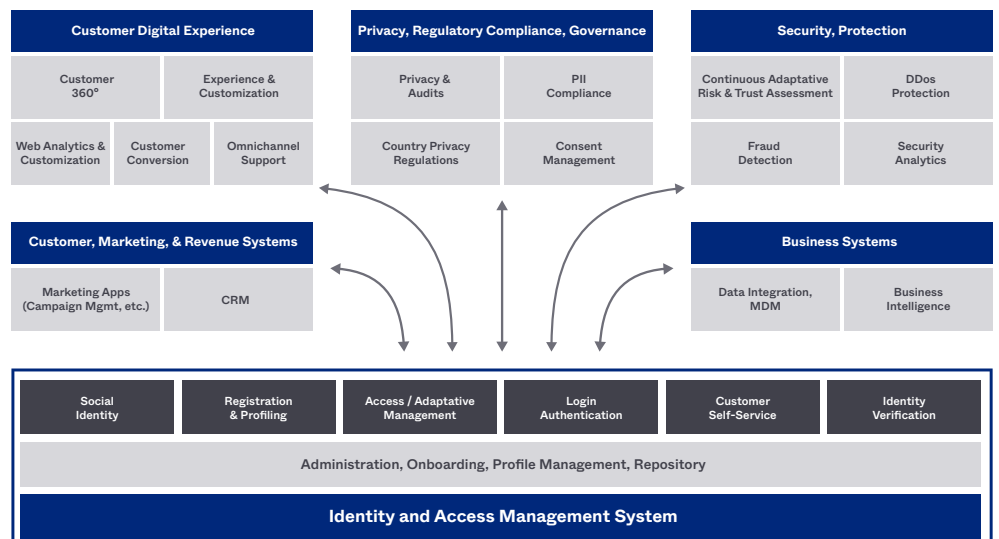 Customer Digital Experience
Customer
360°
Experience &
Customization
Web Analytics &
Customization
Customer
Conversion
Omnichannel
Support
Privacy, Regulatory Compliance, Governance
Privacy &
Audits
PII
Compliance
Country Privacy
Regulations
Consent
Management
Security, Protection
Continuous Adaptative
Risk & Trust Assessment
DDos
Protection
Fraud
Detection
Security
Analytics
Customer, Marketing, & Revenue Systems
Marketing Apps
(Campaign Mgmt, etc.)
CRM
Business Systems
Data Integration,
MDM
Business
Intelligence
Social
Identity
Registration
& Profiling
Access / Adaptative
Management
Login
Authentication
Customer
Self-Service
Identity
Verification
Administration, Onboarding, Profile Management, Repository
Identity and Access Management System